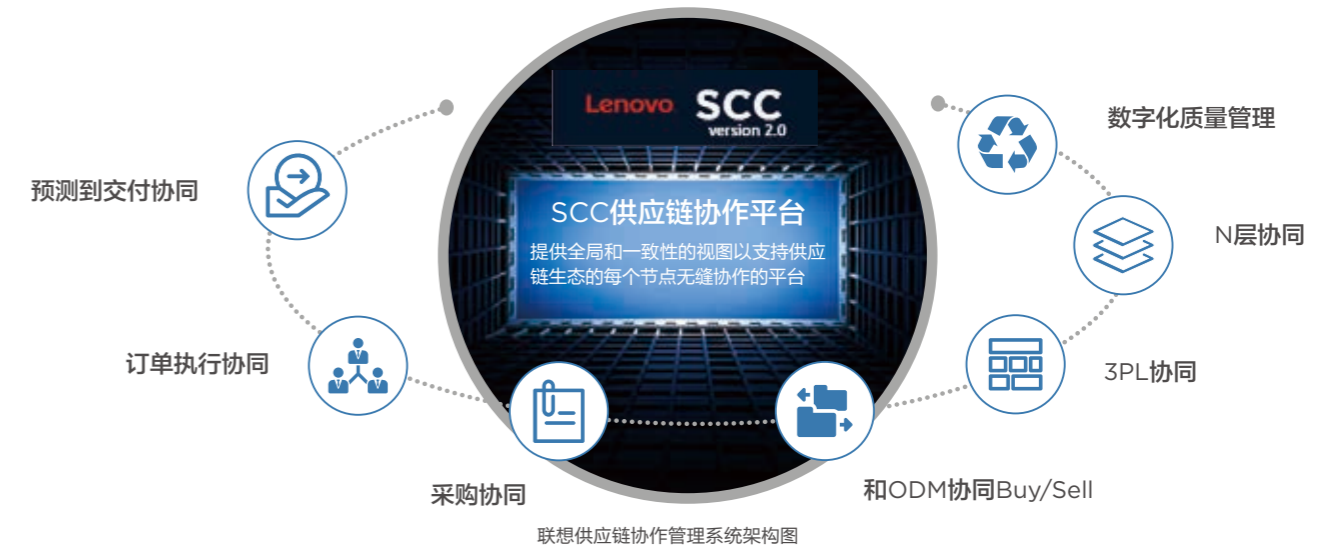 Lenovo SCC
version 2.0
SCC供应链协作平台
提供全局和一致性的视图以支持供应
链生态的每个节点无缝协作的平台
预测到交付协同
订单执行协同
采购协同
和ODM协同Buy/Sell
3PL协同
N层协同
数字化质量管理
联想供应链协作管理系统架构图